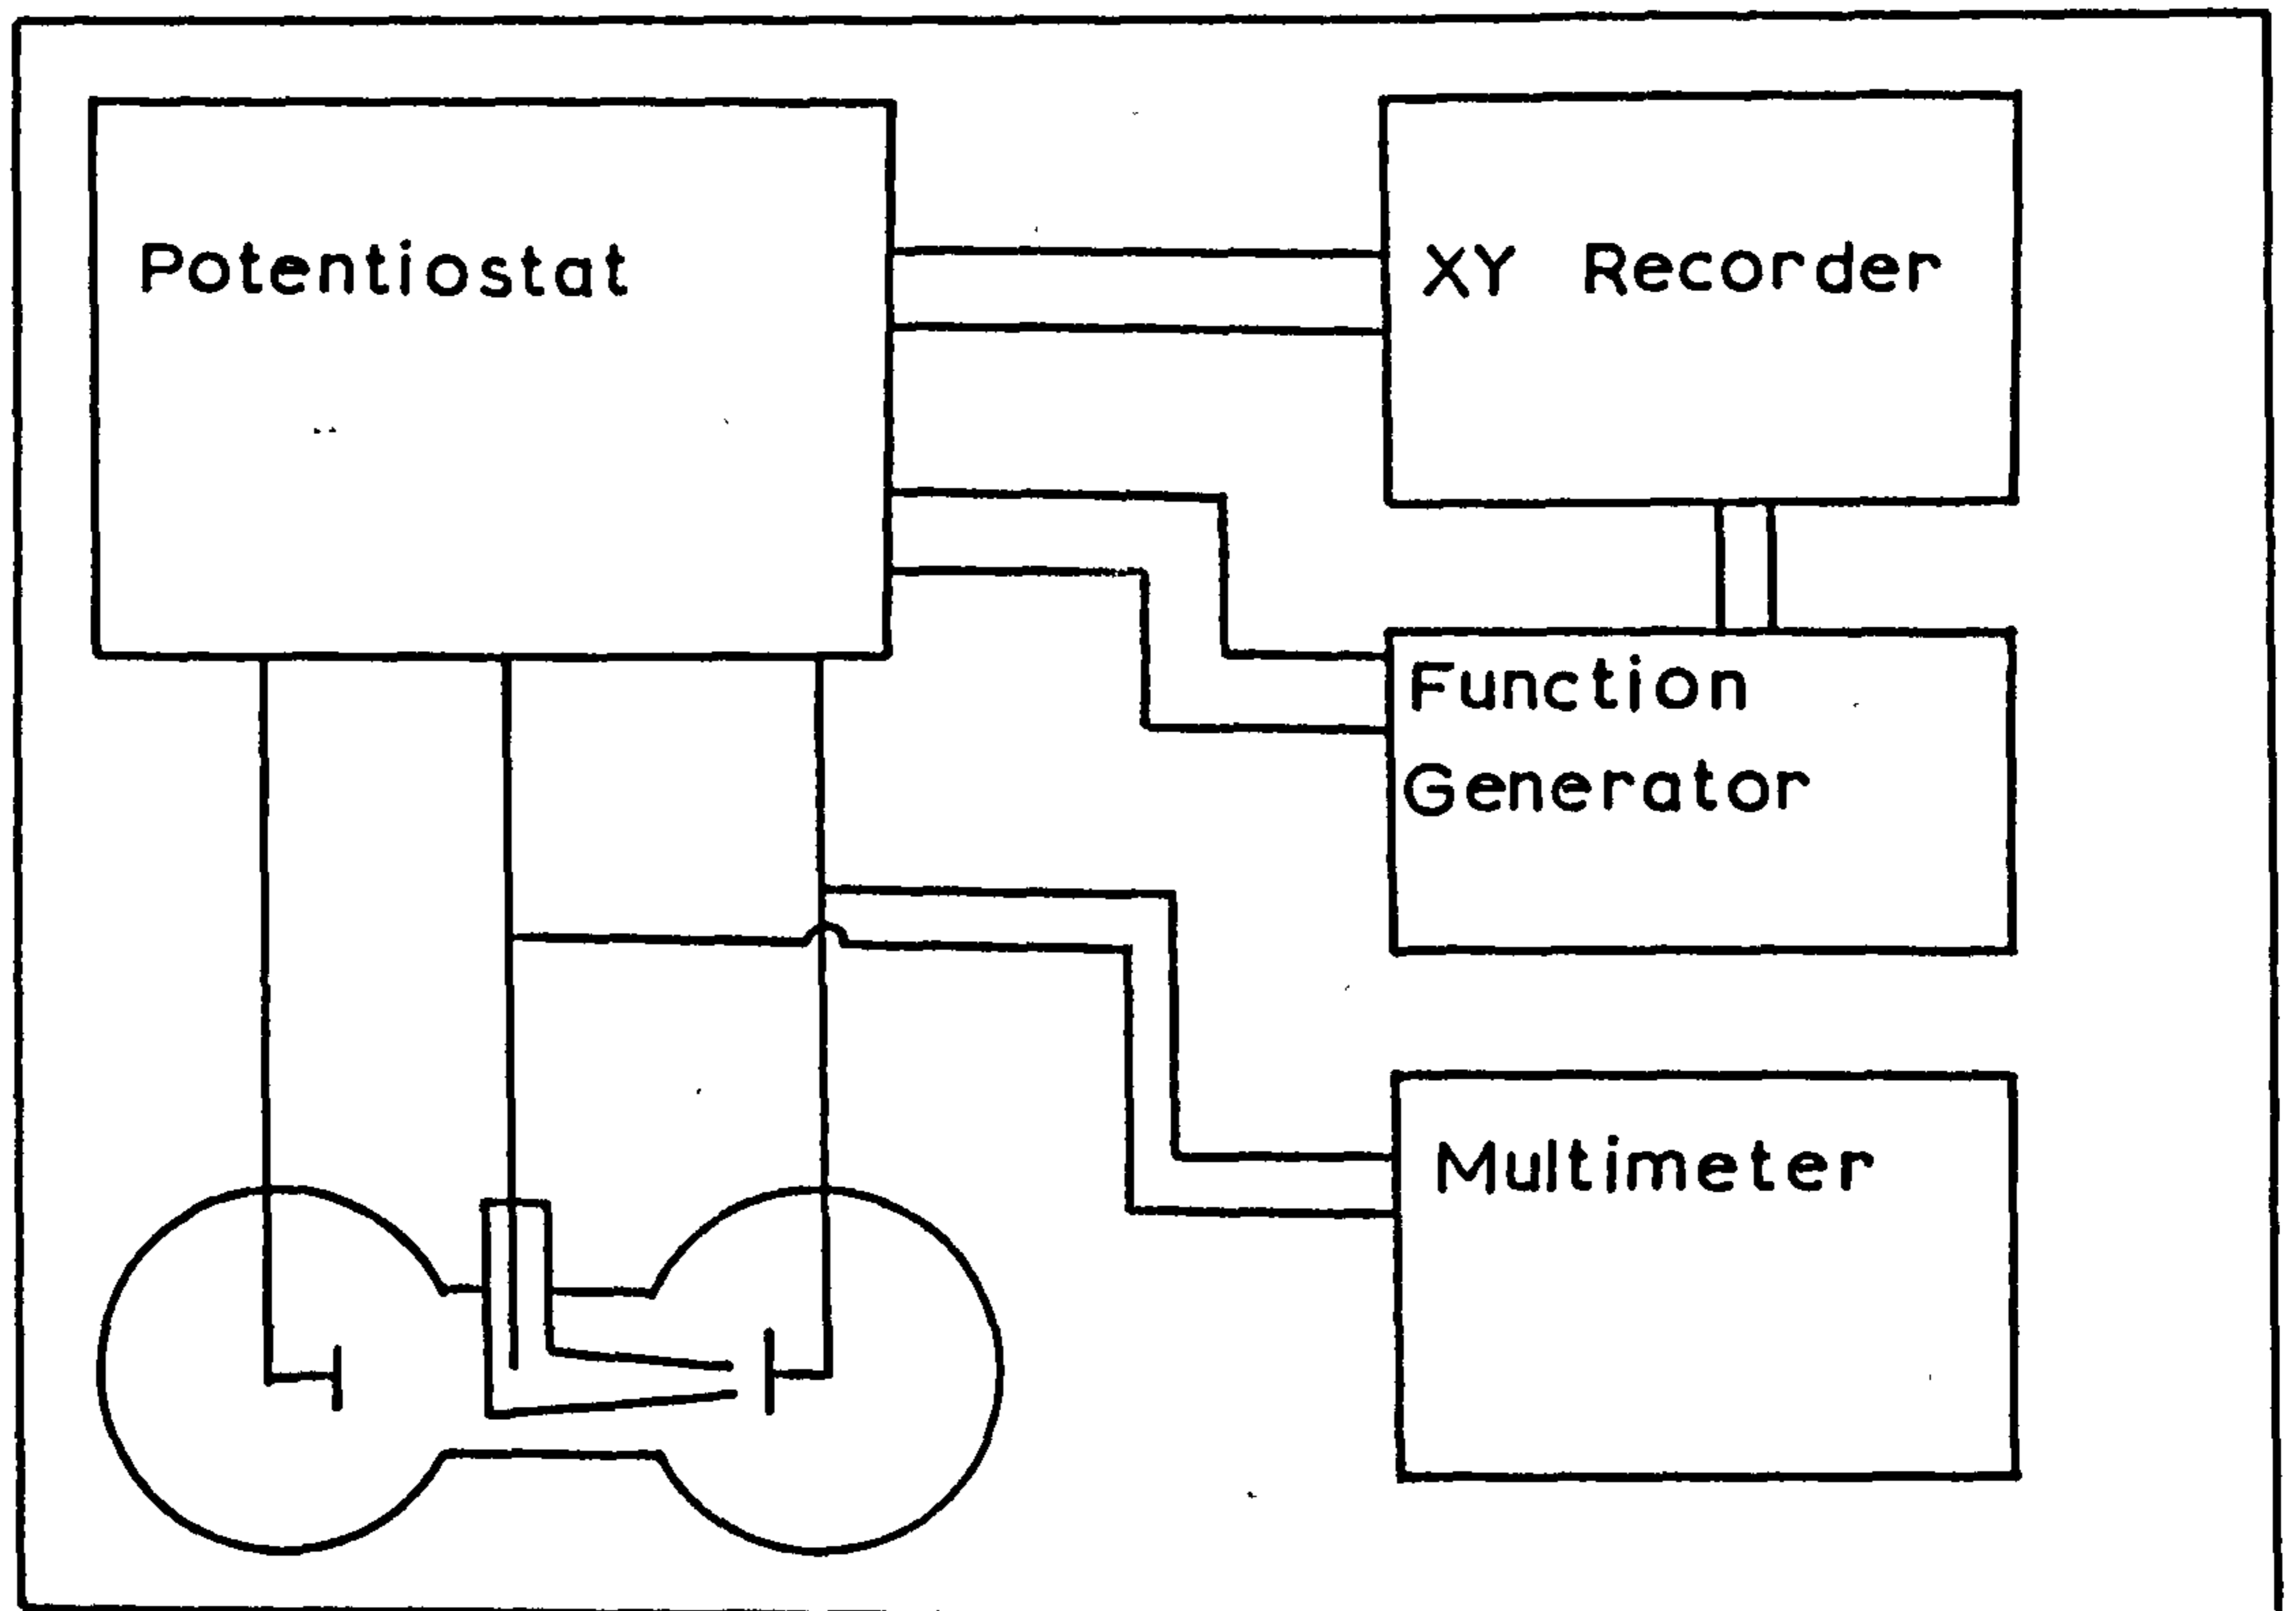 Potentiostat
XY Recorder
Function
Generator
Multimeter